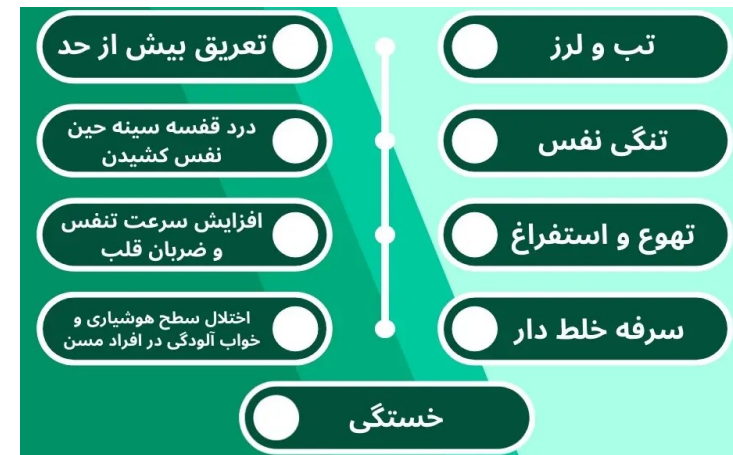 تب و لرز
تعریق بیش از حد
تنگی نفس
درد قفسه سینه حین
نفس کشیدن
تهوع و استفراغ
افزایش سرعت تنفس
و ضربان قلب
سرفه خلط دار
اختلال سطح هوشیاری و
خواب آلودگی در افراد مسن
خستگی